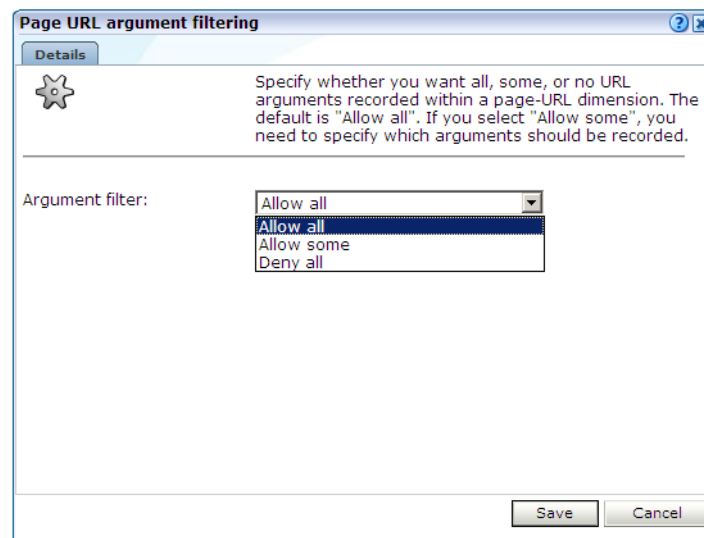 Page URL argument filtering
Details
Specify whether you want all, some, or no URL
arguments recorded within a page-URL dimension. The
default is "Allow all". If you select "Allow some", you
need to specify which arguments should be recorded.
Argument filter:
Allow all
Allow all
Allow some
Deny all
Save Cancel